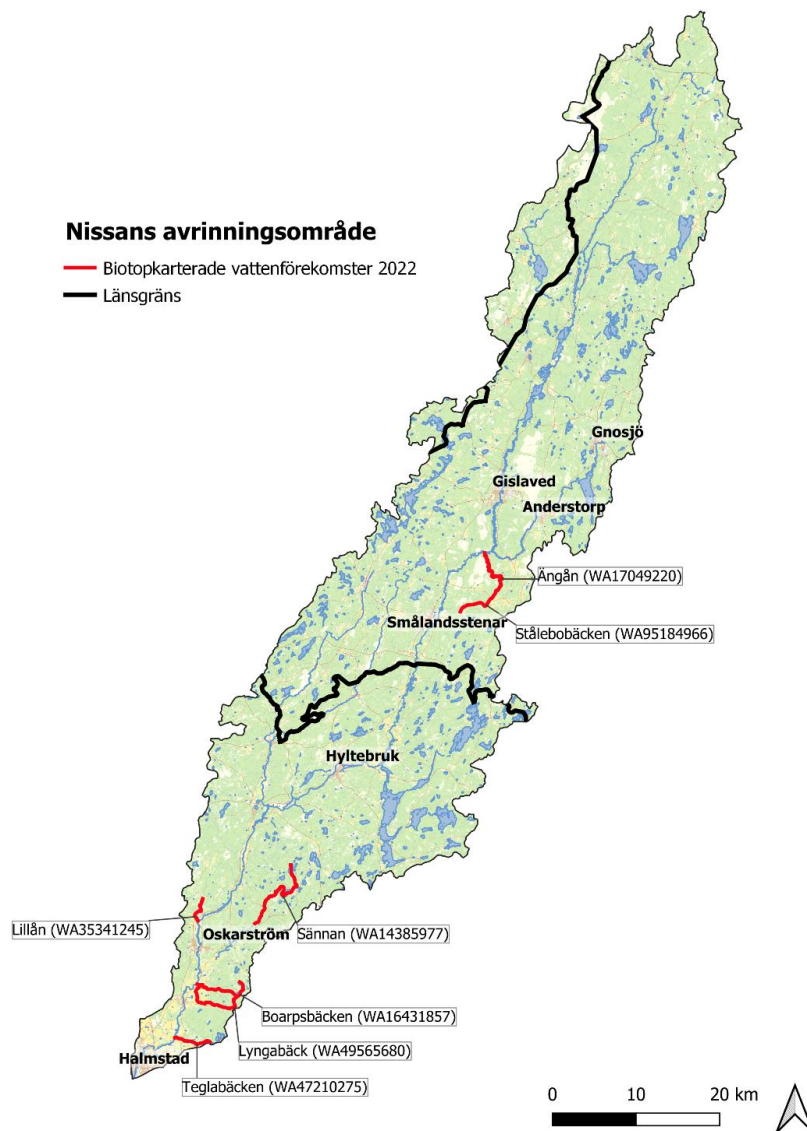 Nissans avrinningsområde
Biotopkarterade vattenförekomster 2022
Länsgräns
Gnosjö
Gislaved
Anderstorp
Ängån (WA17049220)
Smålandsstenar
Stålebobäcken (WA95184966)
Hyltebruk
Lillån (WA35341245)
Oskarström
Sännan (WA14385977)
Boarpsbäcken (WA16431857)
Lyngabäck (WA49565680)
Halmstad
Teglabäcken (WA47210275)
0 10 20 km